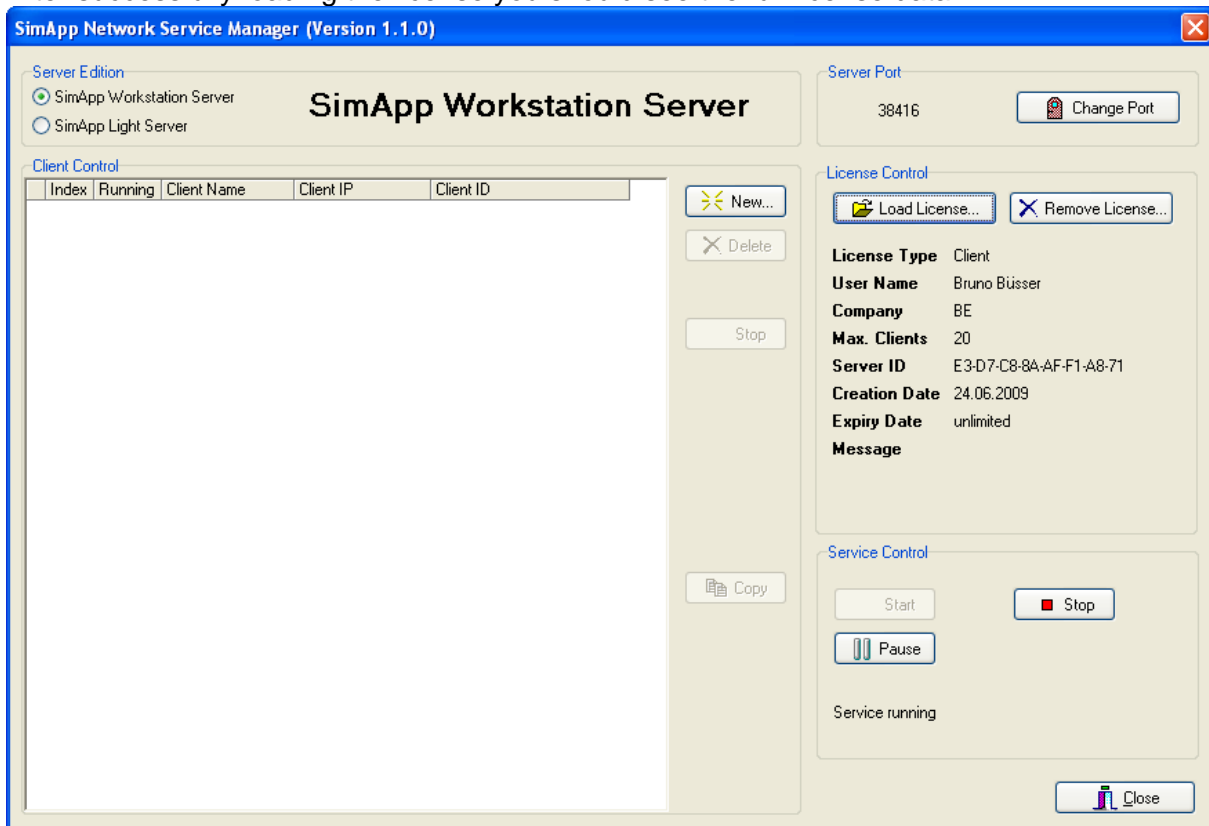 SimApp Network Service Manager (Version 1.1.0)
Server Edition
SimApp Workstation Server
SimApp Light Server
SimApp Workstation Server
Server Port
38416
Change Port
Client Control
Index Running Client Name Client IP Client ID
New...
Delete
Stop
Copy
License Control
Load License...
Remove License...
License Type Client
User Name Bruno Büsser
Company BE
Max. Clients 20
Server ID E3-D7-C8-8A-AF-F1-A8-71
Creation Date 24.06.2009
Expiry Date unlimited
Message
Service Control
Start
Stop
Pause
Service running
Close